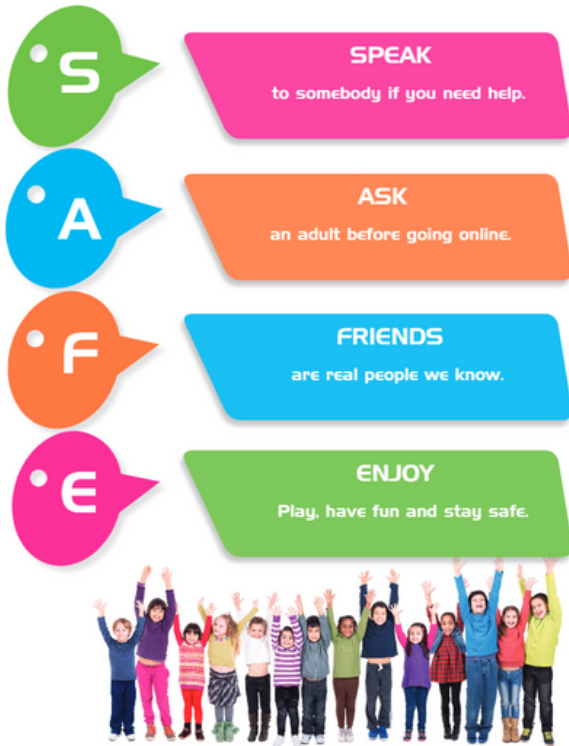 S
SPEAK
to somebody if you need help.
A
ASK
an adult before going online.
F
FRIENDS
are real people we know.
E
ENJOY
Play, have fun and stay safe.